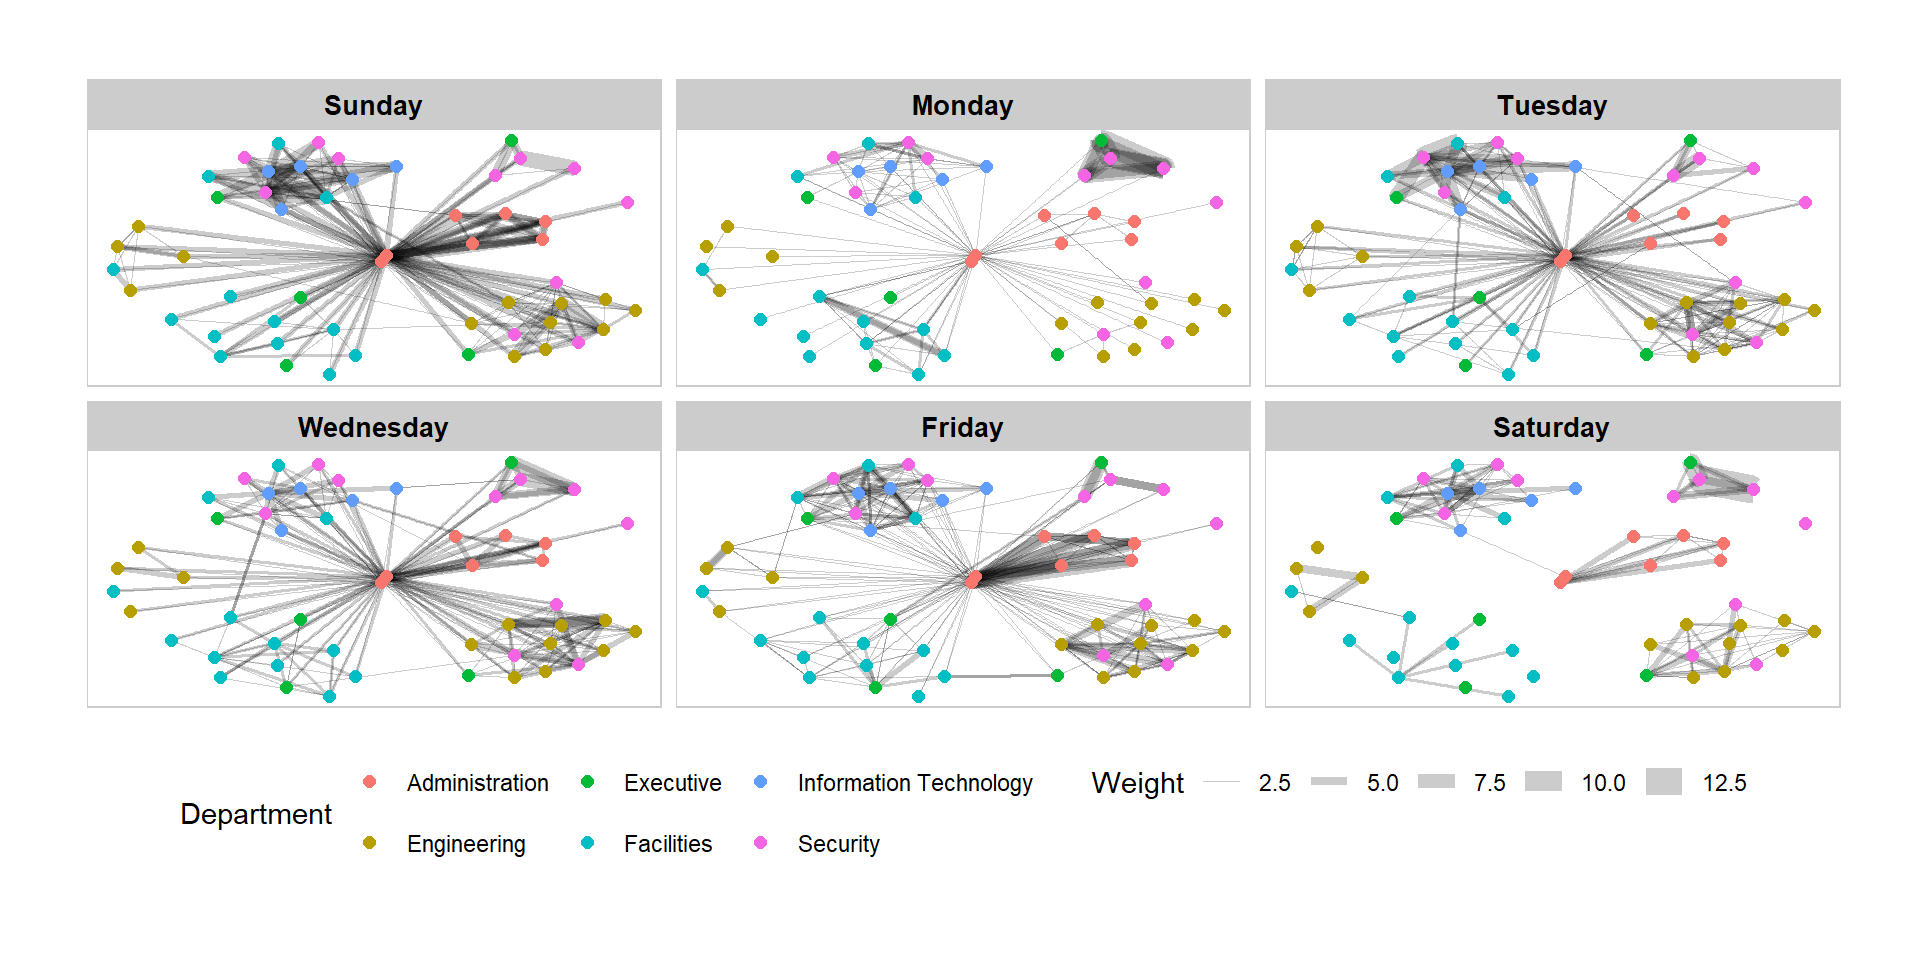 Sunday
Monday
Tuesday
Wednesday
Friday
Saturday
Department
Administration
Executive
Information Technology
Engineering
Facilities
Security
Weight
2.5
5.0
7.5
10.0
12.5